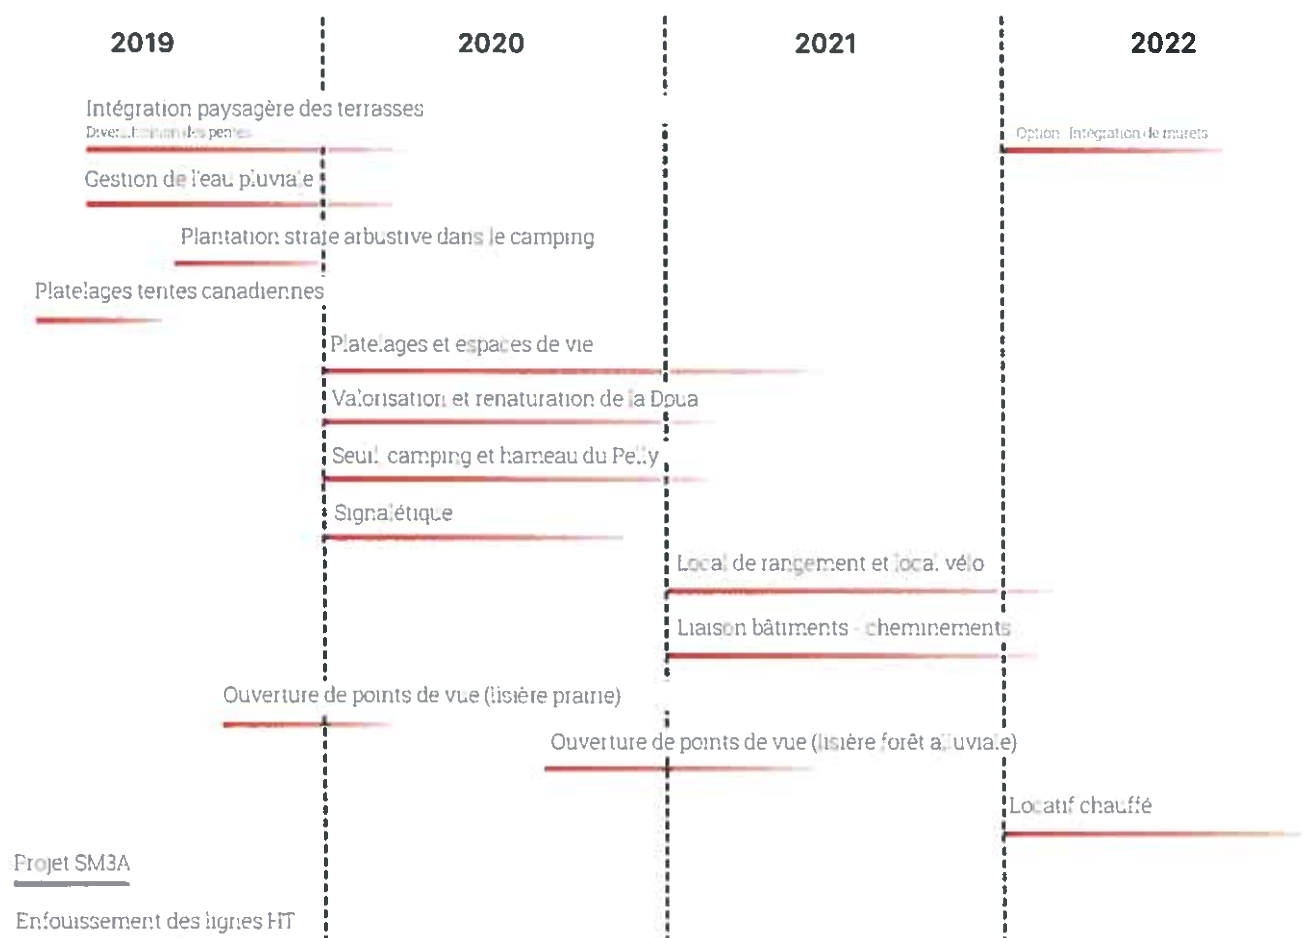 2019 2020 2021 2022
Intégration paysagère des terrasses
des pentes
Option Intégration de murets
Gestion de l'eau pluviale
Plantation strate arbustive dans le camping
Platelages tentes canadiennes
Platelages et espaces de vie
Valorisation et renaturation de la Doua
Seuil camping et hameau du Pelly
Signalétique
Local de rangement et local vélo
Liaison bâtiments - cheminements
Ouverture de points de vue (lisière prairie)
Ouverture de points de vue (lisière forêt alluviale)
Locatif chauffé
Projet SM3A
Enfouissement des lignes HT